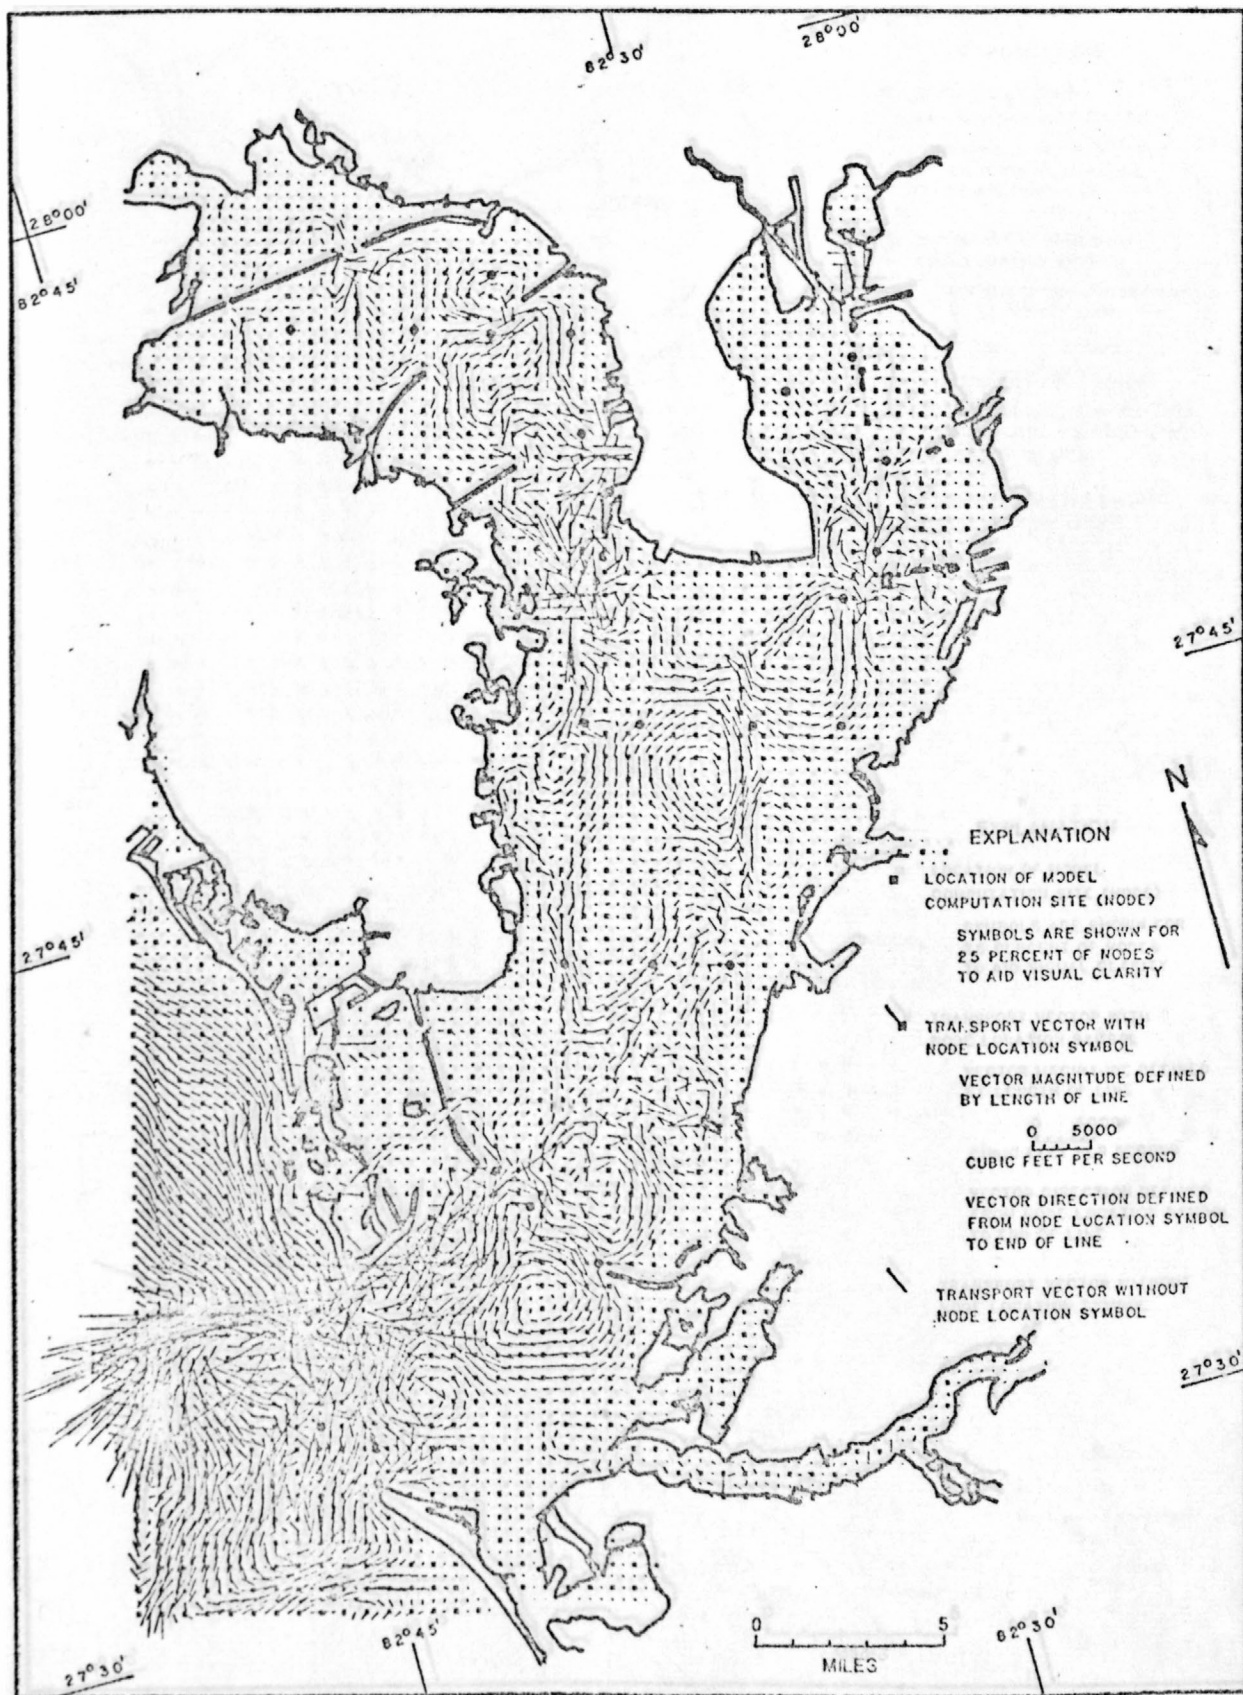 82°30'
28°00'
28°00'
82°45'
27°45'
N
EXPLANATION
LOCATION OF MODEL
COMPUTATION SITE (NODE)
SYMBOLS ARE SHOWN FOR
25 PERCENT OF NODES
TO AID VISUAL CLARITY
27°45'
TRANSPORT VECTOR WITH
NODE LOCATION SYMBOL
VECTOR MAGNITUDE DEFINED
BY LENGTH OF LINE
0 5000
CUBIC FEET PER SECOND
VECTOR DIRECTION DEFINED
FROM NODE LOCATION SYMBOL
TO END OF LINE
TRANSPORT VECTOR WITHOUT
NODE LOCATION SYMBOL
27°30'
0 5
MILES
82°45'
82°30'
27°30'